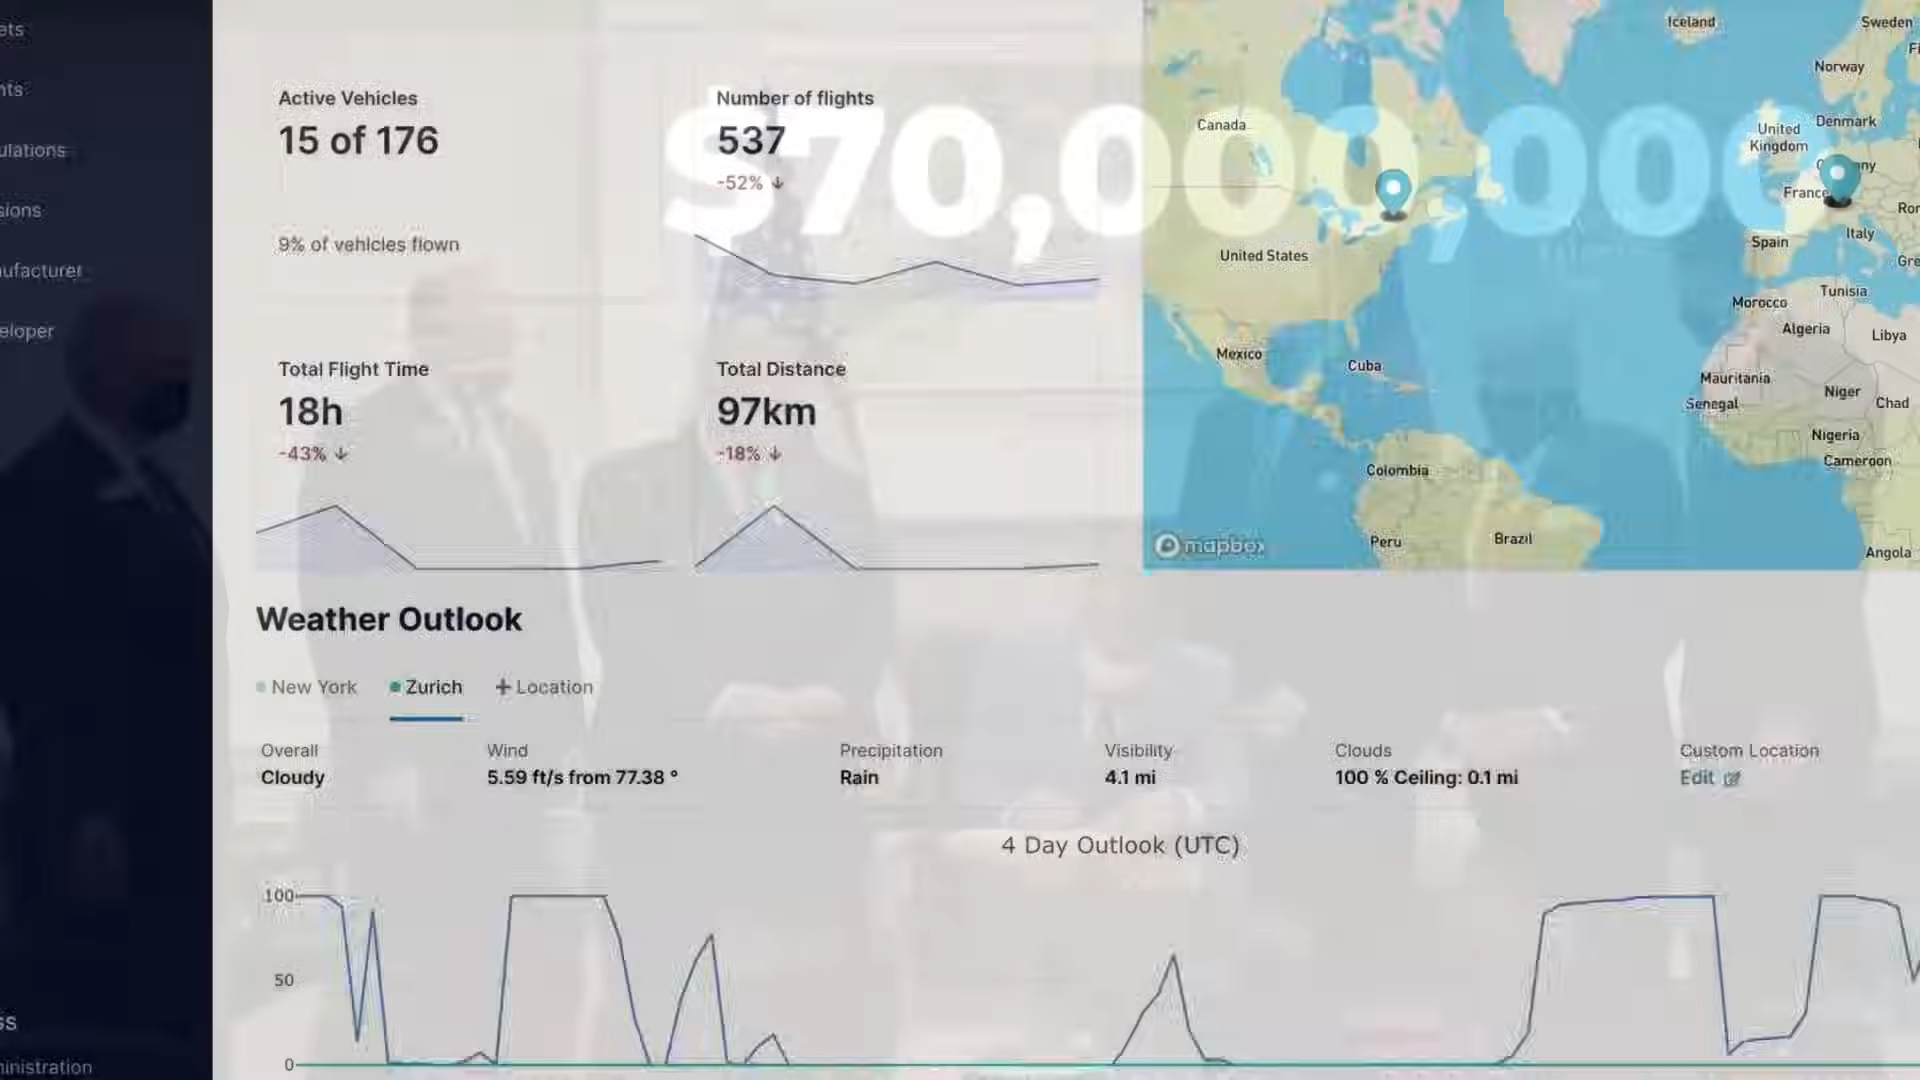 ets
nts
ulations
sions
nufacturer
eloper
ss
ninistration
Active Vehicles
15 of 176
9% of vehicles flown
Number of flights
537
-52% ↓
$70,000,000
Total Flight Time
18h
-43% ↓
Total Distance
97km
-18% ↓
Iceland
Sweden
Norway
Canada
United
Kingdom
Denmark
France
United States
Spain
Italy
Tunisia
Morocco
Algeria
Libya
Mexico
Cuba
Mauritania
Niger
Chad
Senegal
Nigeria
Cameroon
Colombia
Peru
Brazil
Angola
mapbox
Weather Outlook
New York
Zurich
+ Location
Overall
Cloudy
Wind
5.59 ft/s from 77.38 °
Precipitation
Rain
Visibility
4.1 mi
Clouds
100 % Ceiling: 0.1 mi
Custom Location
Edit
4 Day Outlook (UTC)
100
50
0